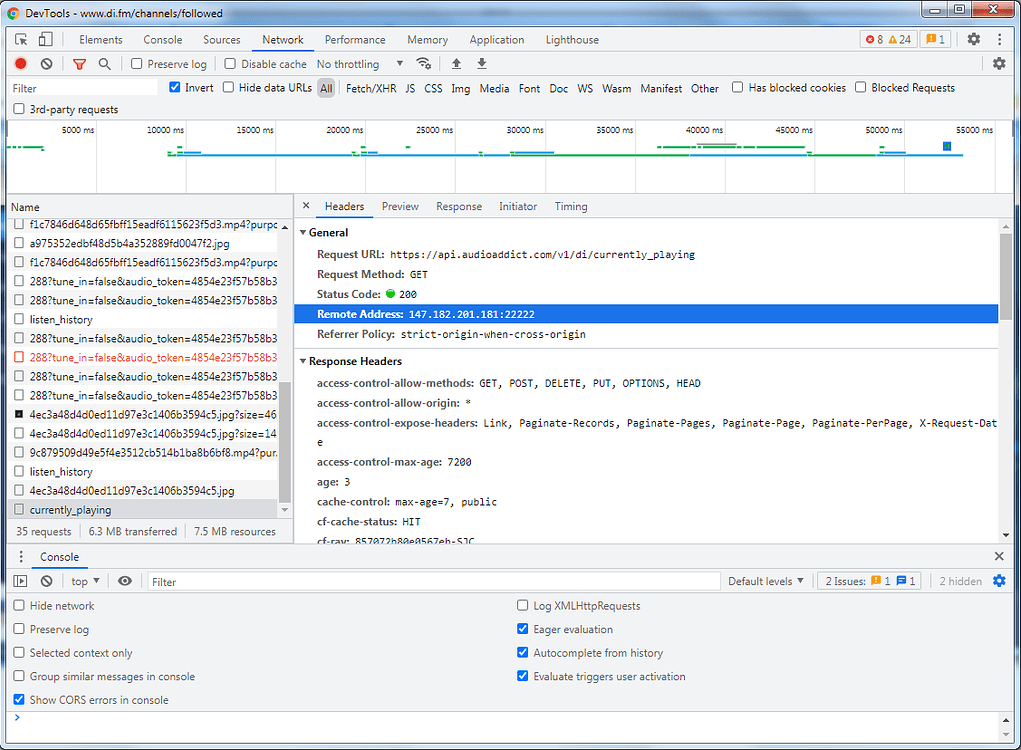 DevTools - www.di.fm/channels/followed
Elements Console Sources Network Performance Memory Application Lighthouse 8 24 1
Preserve log Disable cache No throttling
Filter Invert Hide data URLs All Fetch/XHR JS CSS Img Media Font Doc WS Wasm Manifest Other Has blocked cookies Blocked Requests
3rd-party requests
5000 ms 10000 ms 15000 ms 20000 ms 25000 ms 30000 ms 35000 ms 40000 ms 45000 ms 50000 ms 55000 ms
Name
f1c7846d648d65fbff15eadf6115623f5d3.mp4?purpo
a975352edbf48d5b4a352889fd0047f2.jpg
f1c7846d648d65fbff15eadf6115623f5d3.mp4?purpo
288?tune_in=false&audio_token=4854e23f57b58b3
288?tune_in=false&audio_token=4854e23f57b58b3
listen_history
288?tune_in=false&audio_token=4854e23f57b58b3
288?tune_in=false&audio_token=4854e23f57b58b3
288?tune_in=false&audio_token=4854e23f57b58b3
288?tune_in=false&audio_token=4854e23f57b58b3
4ec3a48d4d0ed11d97e3c1406b3594c5.jpg?size=46
4ec3a48d4d0ed11d97e3c1406b3594c5.jpg?size=14
9c879509d49e5f4e3512cb514b1ba8b6bf8.mp4?pur
listen_history
4ec3a48d4d0ed11d97e3c1406b3594c5.jpg
currently_playing
35 requests 6.3 MB transferred 7.5 MB resources
Headers Preview Response Initiator Timing
General
Request URL: https://api.audioaddict.com/v1/di/currently_playing
Request Method: GET
Status Code: 200
Remote Address: 147.182.201.181:22222
Referrer Policy: strict-origin-when-cross-origin
Response Headers
access-control-allow-methods: GET, POST, DELETE, PUT, OPTIONS, HEAD
access-control-allow-origin: *
access-control-expose-headers: Link, Paginate-Records, Paginate-Pages, Paginate-Page, Paginate-PerPage, X-Request-Dat
e
access-control-max-age: 7200
age: 3
cache-control: max-age=7, public
cf-cache-status: HIT
cf-ray: 857072b80e0567eb-SJC
Console
top Filter Default levels 2 Issues: 1 1 2 hidden
Hide network
Preserve log
Selected context only
Group similar messages in console
Show CORS errors in console
Log XMLHttpRequests
Eager evaluation
Autocomplete from history
Evaluate triggers user activation